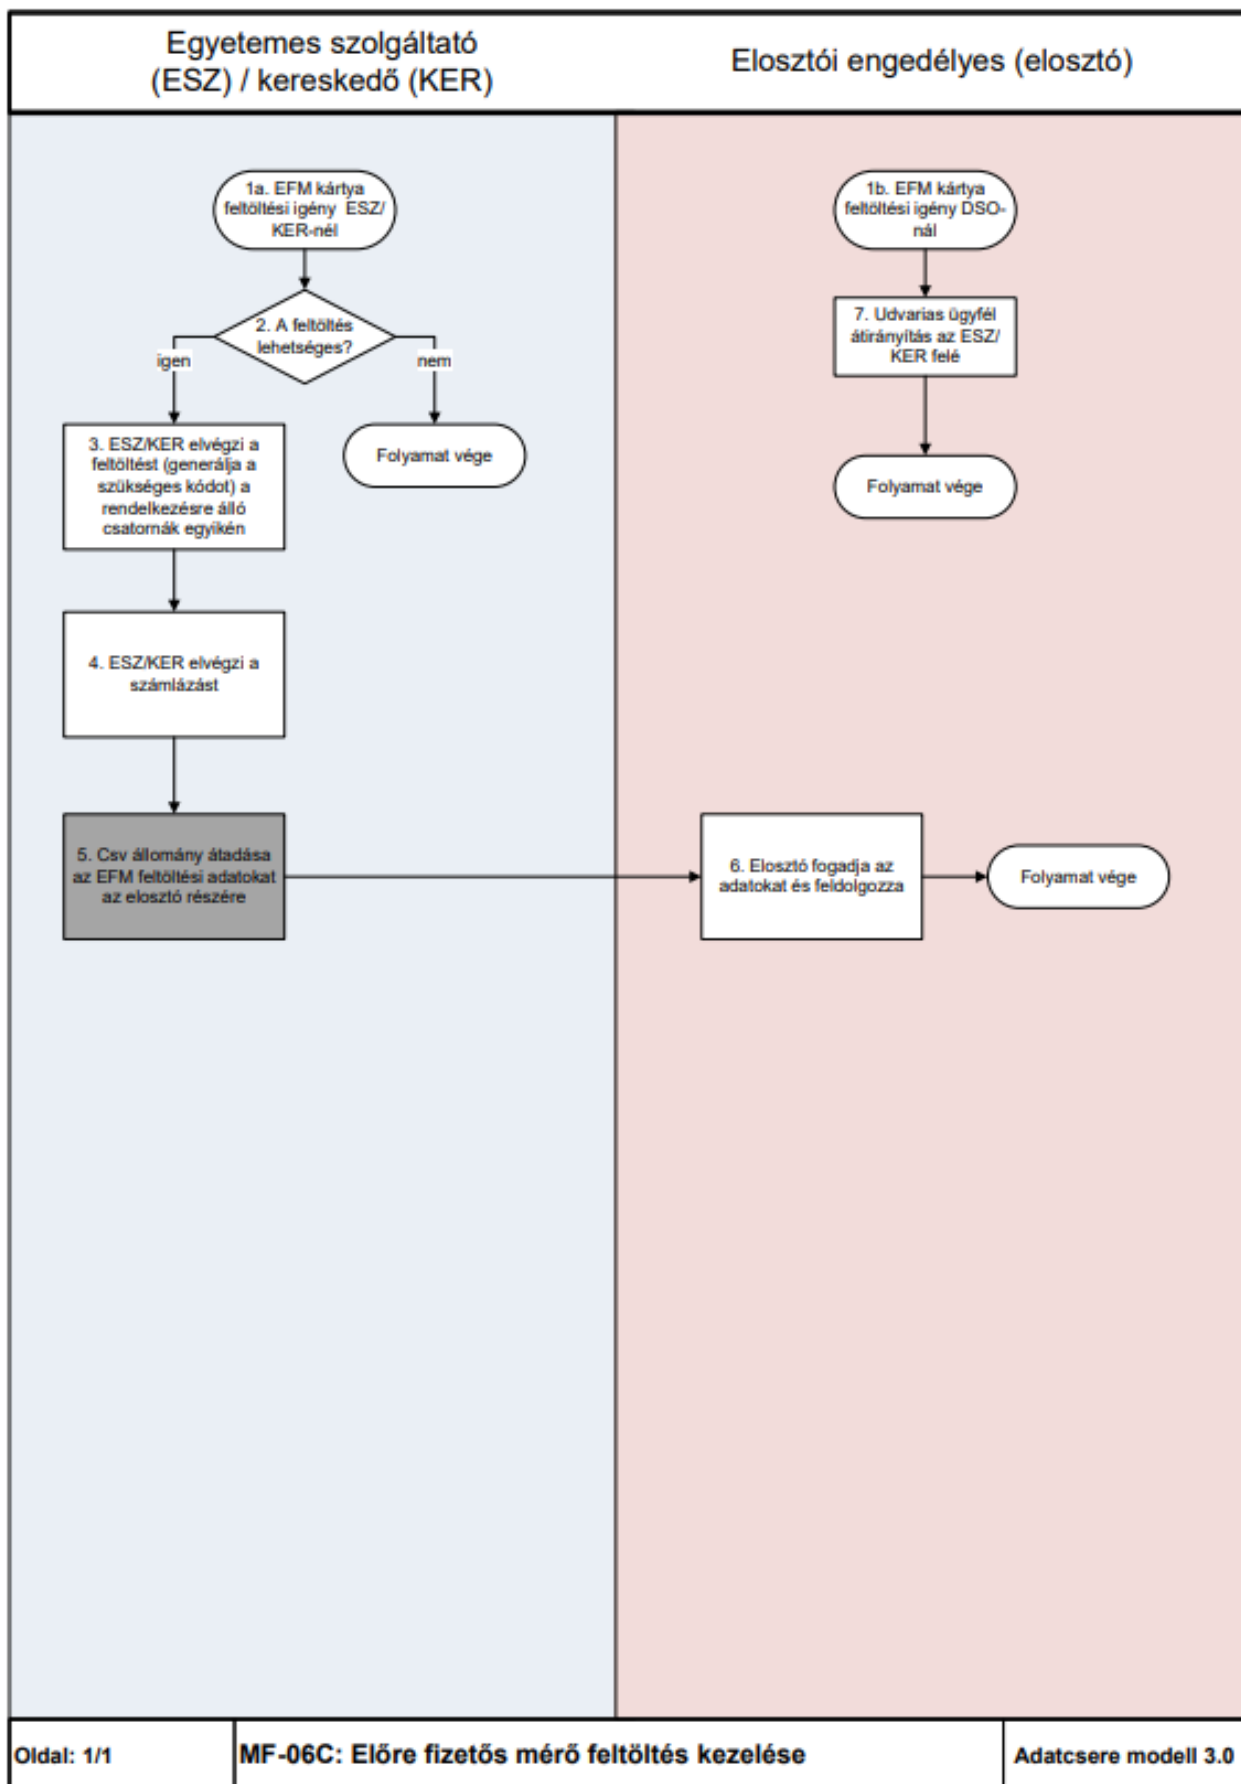 Egyetemes szolgáltató
(ESZ) / kereskedő (KER)
Elosztói engedélyes (elosztó)
1a. EFM kártya
feltöltési igény ESZ/
KER-nél
1b. EFM kártya
feltöltési igény DSO-
nál
2. A feltöltés
lehetséges?
igen
nem
7. Udvarias ügyfél
átirányítás az ESZ/
KER felé
3. ESZ/KER elvégzi a
feltöltést (generálja a
szükséges kódot) a
rendelkezésre álló
csatornák egyikén
Folyamat vége
Folyamat vége
4. ESZ/KER elvégzi a
számlázást
5. Csv állomány átadása
az EFM feltöltési adatokat
az elosztó részére
6. Elosztó fogadja az
adatokat és feldolgozza
Folyamat vége
Oldal: 1/1
MF-06C: Előre fizetős mérő feltöltés kezelése
Adatcsere modell 3.0